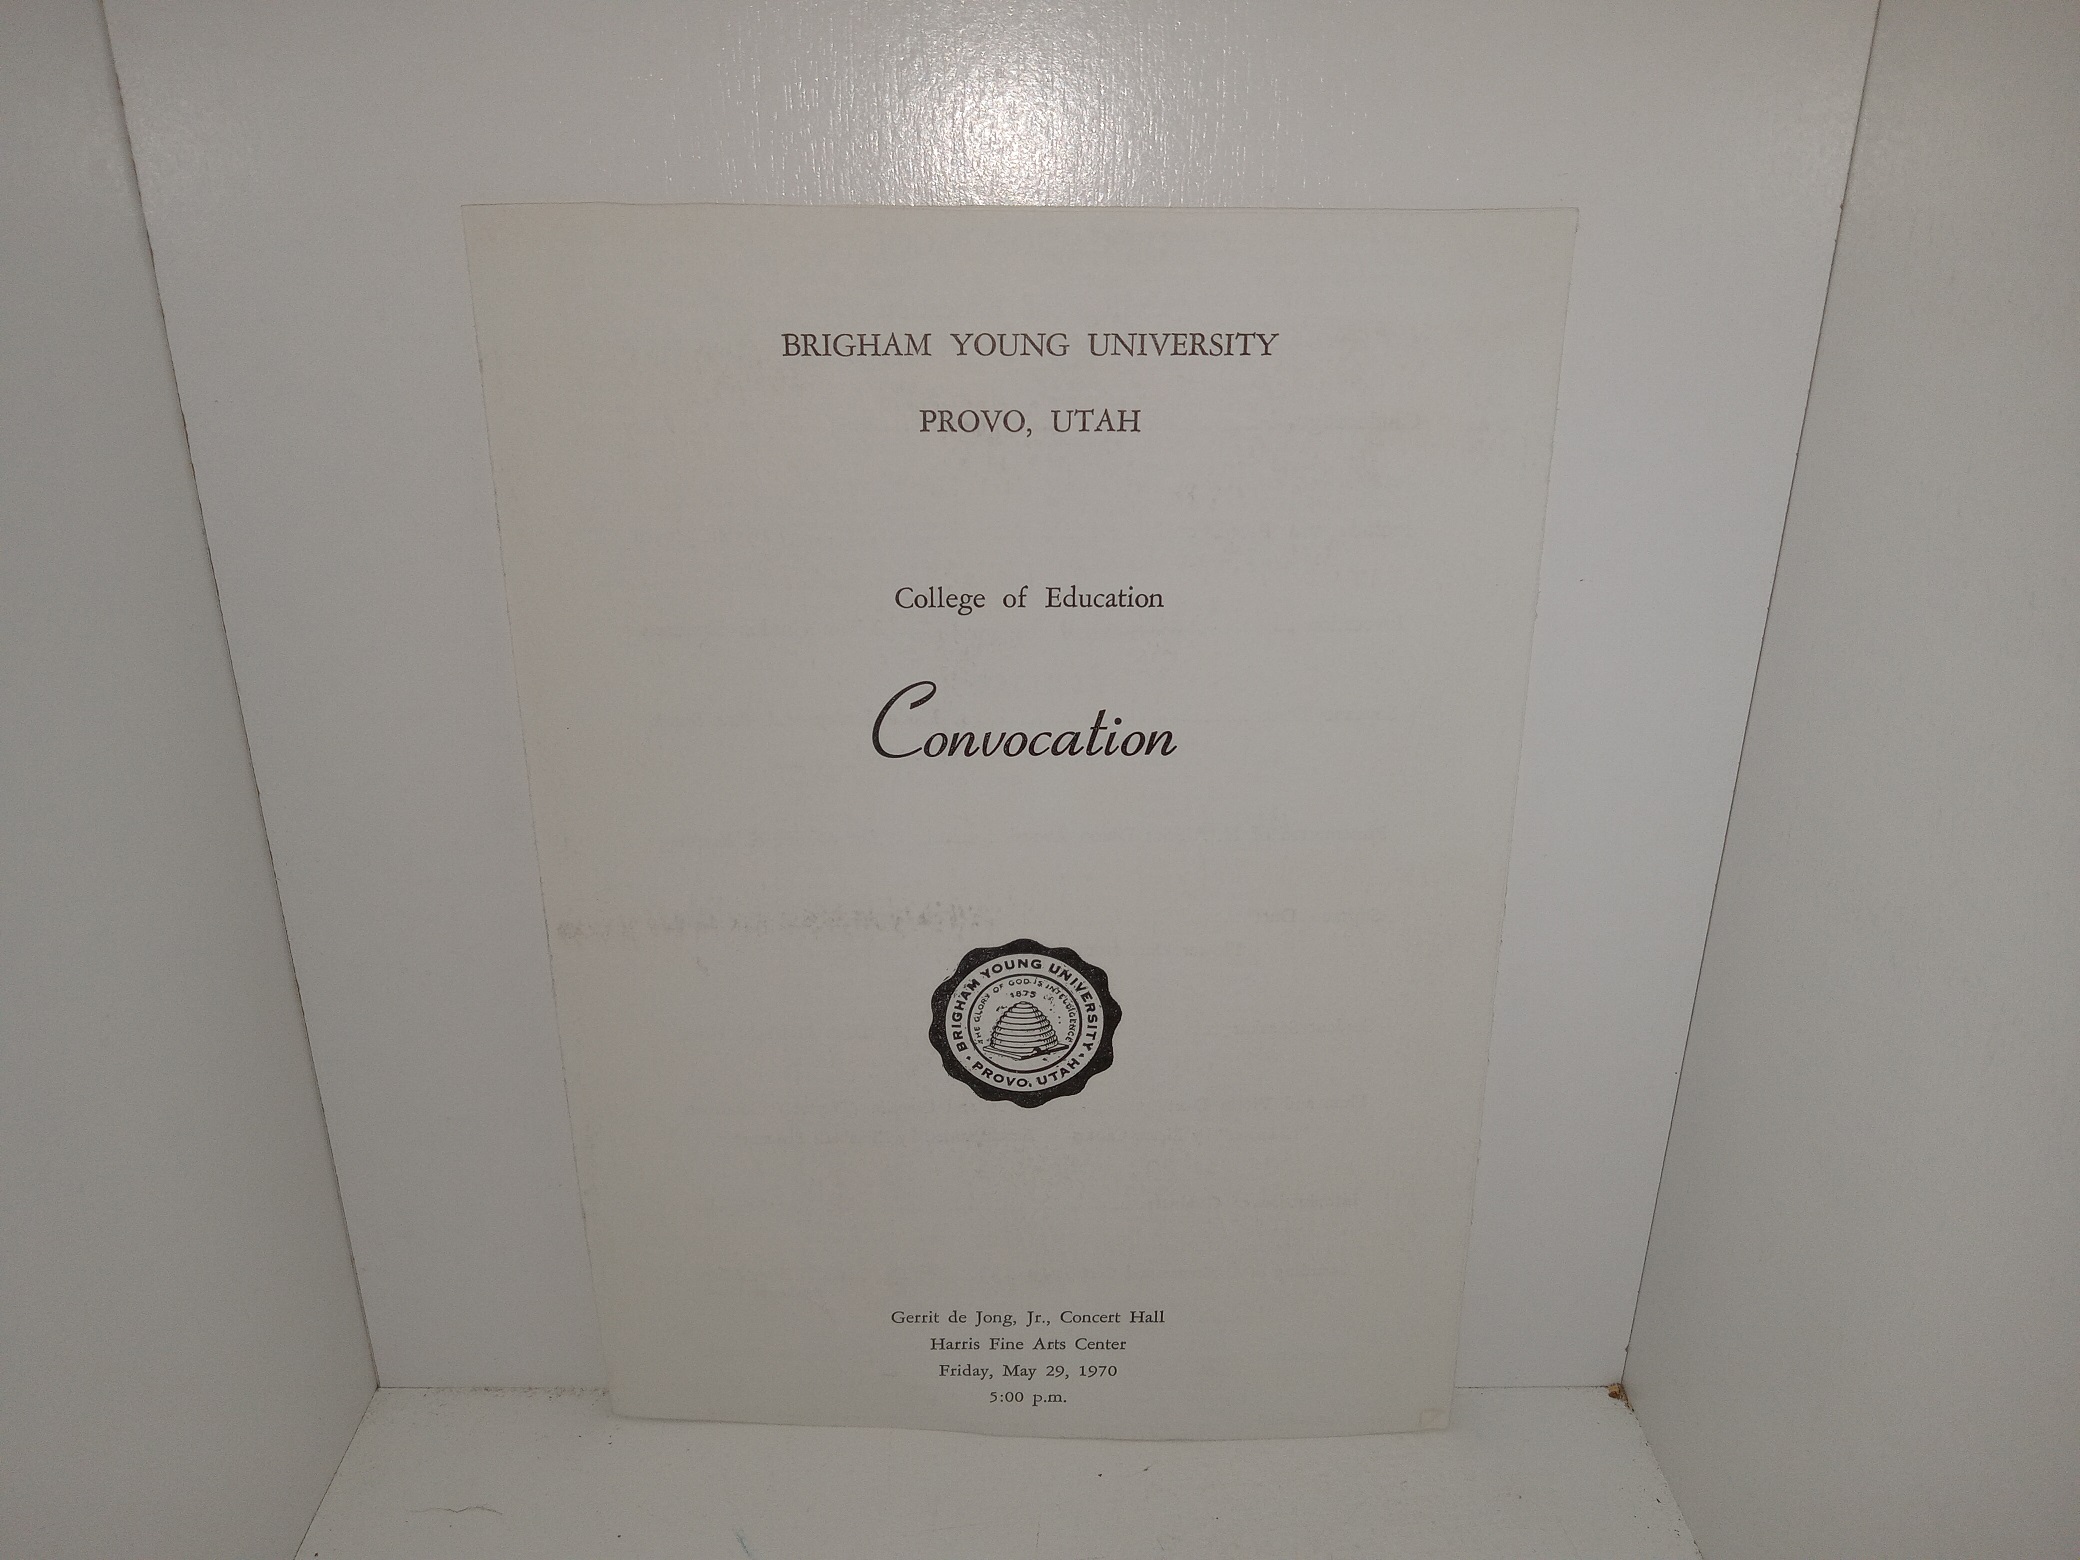 BRIGHAM YOUNG UNIVERSITY
PROVO, UTAH
College of Education
Convocation
BRIGHAM YOUNG UNIVERSITY
THE GLORY OF GOD IS INTELLIGENCE
1875
PROVO, UTAH
Gerrit de Jong, Jr., Concert Hall
Harris Fine Arts Center
Friday, May 29, 1970
5:00 p.m.